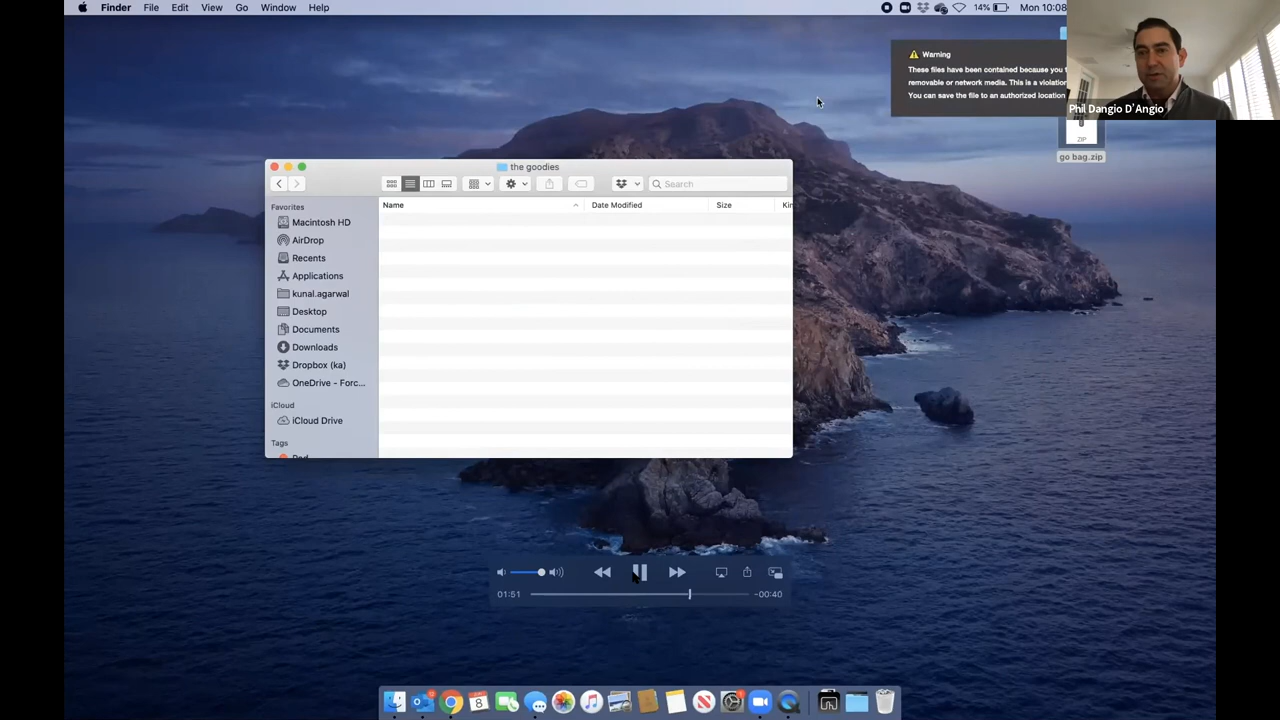 Finder File Edit View Go Window Help
14% Mon 10:08
Warning
These files have been contained because you
removable or network media. This is a violation
You can save the file to an authorized location
Phil Dangio D'Angio
ZIP
go bag.zip
the goodies
Search
Favorites
Name Date Modified Size
Macintosh HD
AirDrop
Recents
Applications
kunal.agarwal
Desktop
Documents
Downloads
Dropbox (ka)
OneDrive – Forc...
iCloud
iCloud Drive
Tags
01:51 -00:40
8